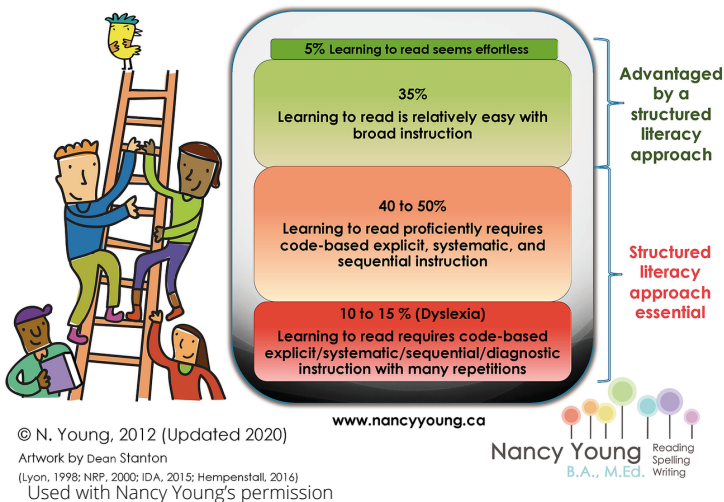 5% Learning to read seems effortless
35%
Learning to read is relatively easy with
broad instruction
40 to 50%
Learning to read proficiently requires
code-based explicit, systematic, and
sequential instruction
10 to 15 % (Dyslexia)
Learning to read requires code-based
explicit/systematic/sequential/diagnostic
instruction with many repetitions
Advantaged
by a
structured
literacy
approach
Structured
literacy
approach
essential
www.nancyyoung.ca
© N. Young, 2012 (Updated 2020)
Artwork by Dean Stanton
(Lyon, 1998; NRP, 2000; IDA, 2015; Hempenstall, 2016)
Used with Nancy Young's permission
Nancy Young
B.A., M.Ed.
Reading
Spelling
Writing